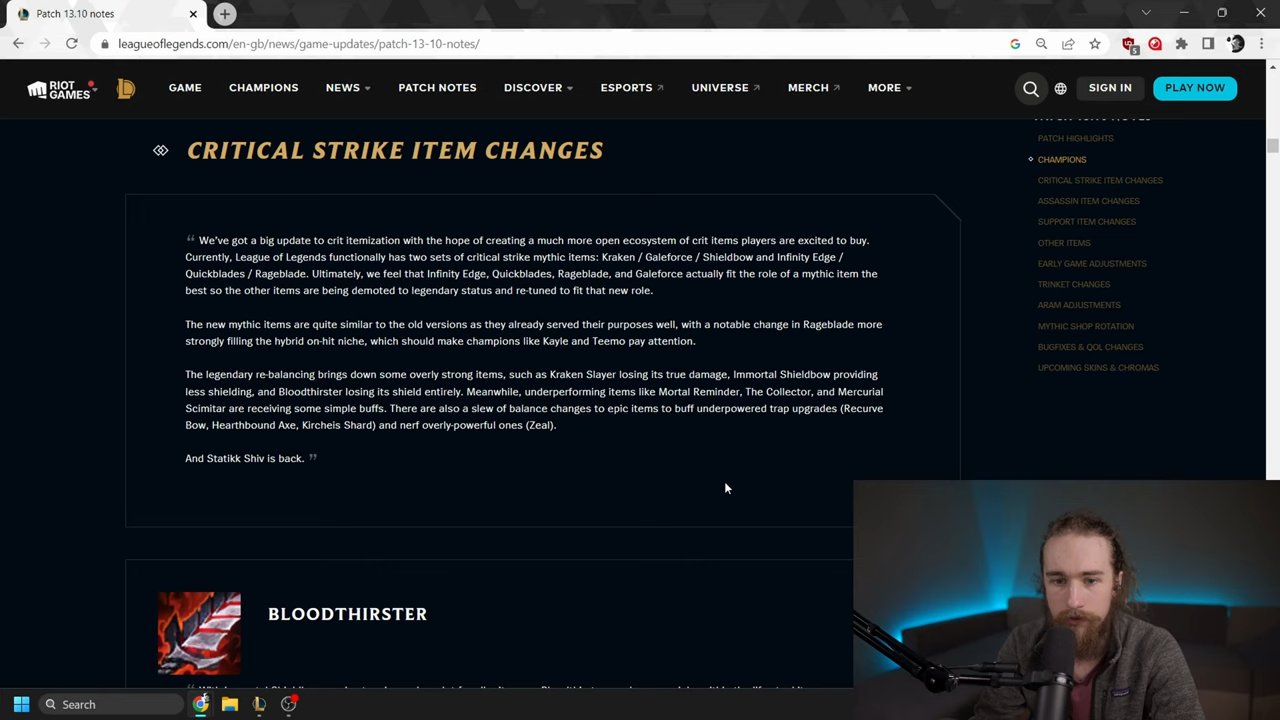 Patch 13.10 notes
leagueoflegends.com/en-gb/news/game-updates/patch-13-10-notes/
5
RIOT GAMES
GAME
CHAMPIONS
NEWS
PATCH NOTES
DISCOVER
ESPORTS
UNIVERSE
MERCH
MORE
SIGN IN
PLAY NOW
PATCH HIGHLIGHTS
CHAMPIONS
CRITICAL STRIKE ITEM CHANGES
ASSASSIN ITEM CHANGES
SUPPORT ITEM CHANGES
OTHER ITEMS
EARLY GAME ADJUSTMENTS
TRINKET CHANGES
ARAM ADJUSTMENTS
MYTHIC SHOP ROTATION
BUGFIXES & QOL CHANGES
UPCOMING SKINS & CHROMAS
CRITICAL STRIKE ITEM CHANGES
“ We've got a big update to crit itemization with the hope of creating a much more open ecosystem of crit items players are excited to buy.
Currently, League of Legends functionally has two sets of critical strike mythic items: Kraken / Galeforce / Shieldbow and Infinity Edge /
Quickblades / Rageblade. Ultimately, we feel that Infinity Edge, Quickblades, Rageblade, and Galeforce actually fit the role of a mythic item the
best so the other items are being demoted to legendary status and re-tuned to fit that new role.
The new mythic items are quite similar to the old versions as they already served their purposes well, with a notable change in Rageblade more
strongly filling the hybrid on-hit niche, which should make champions like Kayle and Teemo pay attention.
The legendary re-balancing brings down some overly strong items, such as Kraken Slayer losing its true damage, Immortal Shieldbow providing
less shielding, and Bloodthirster losing its shield entirely. Meanwhile, underperforming items like Mortal Reminder, The Collector, and Mercurial
Scimitar are receiving some simple buffs. There are also a slew of balance changes to epic items to buff underpowered trap upgrades (Recurve
Bow, Hearthbound Axe, Kircheis Shard) and nerf overly-powerful ones (Zeal).
And Statikk Shiv is back. ”
BLOODTHIRSTER
Search